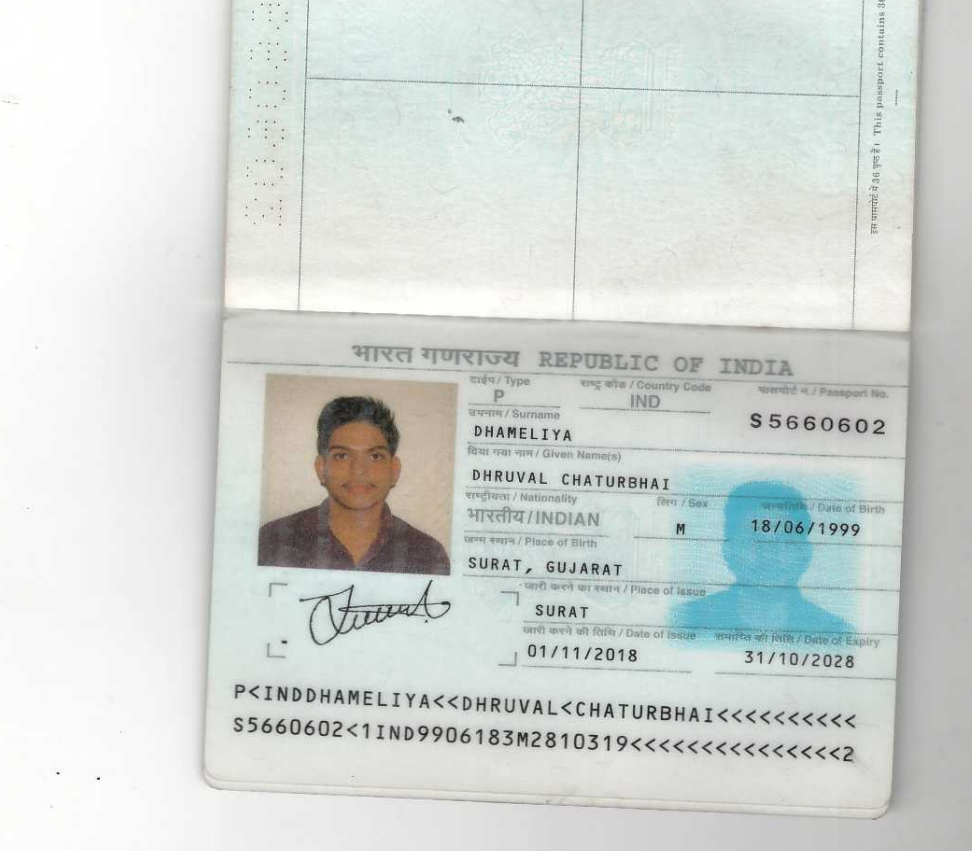 इस पासपोर्ट में 36 पृष्ठ हैं। This passport contains 36
भारत गणराज्य REPUBLIC OF INDIA
टाईप / Type राष्ट्र कोड / Country Code पासपोर्ट न. / Passport No.
P IND S5660602
उपनाम / Surname
DHAMELIYA
दिया गया नाम / Given Name(s)
DHRUVAL CHATURBHAI
राष्ट्रीयता / Nationality लिंग / Sex जन्मतिथि / Date of Birth
भारतीय/INDIAN M 18/06/1999
जन्म स्थान / Place of Birth
SURAT, GUJARAT
जारी करने का स्थान / Place of Issue
SURAT
जारी करने की तिथि / Date of Issue समाप्ति की तिथि / Date of Expiry
01/11/2018 31/10/2028
P<INDDHAMELIYA<<DHRUVAL<CHATURBHAI<<<<<<<<<<
S5660602<1IND9906183M2810319<<<<<<<<<<<<<<<2